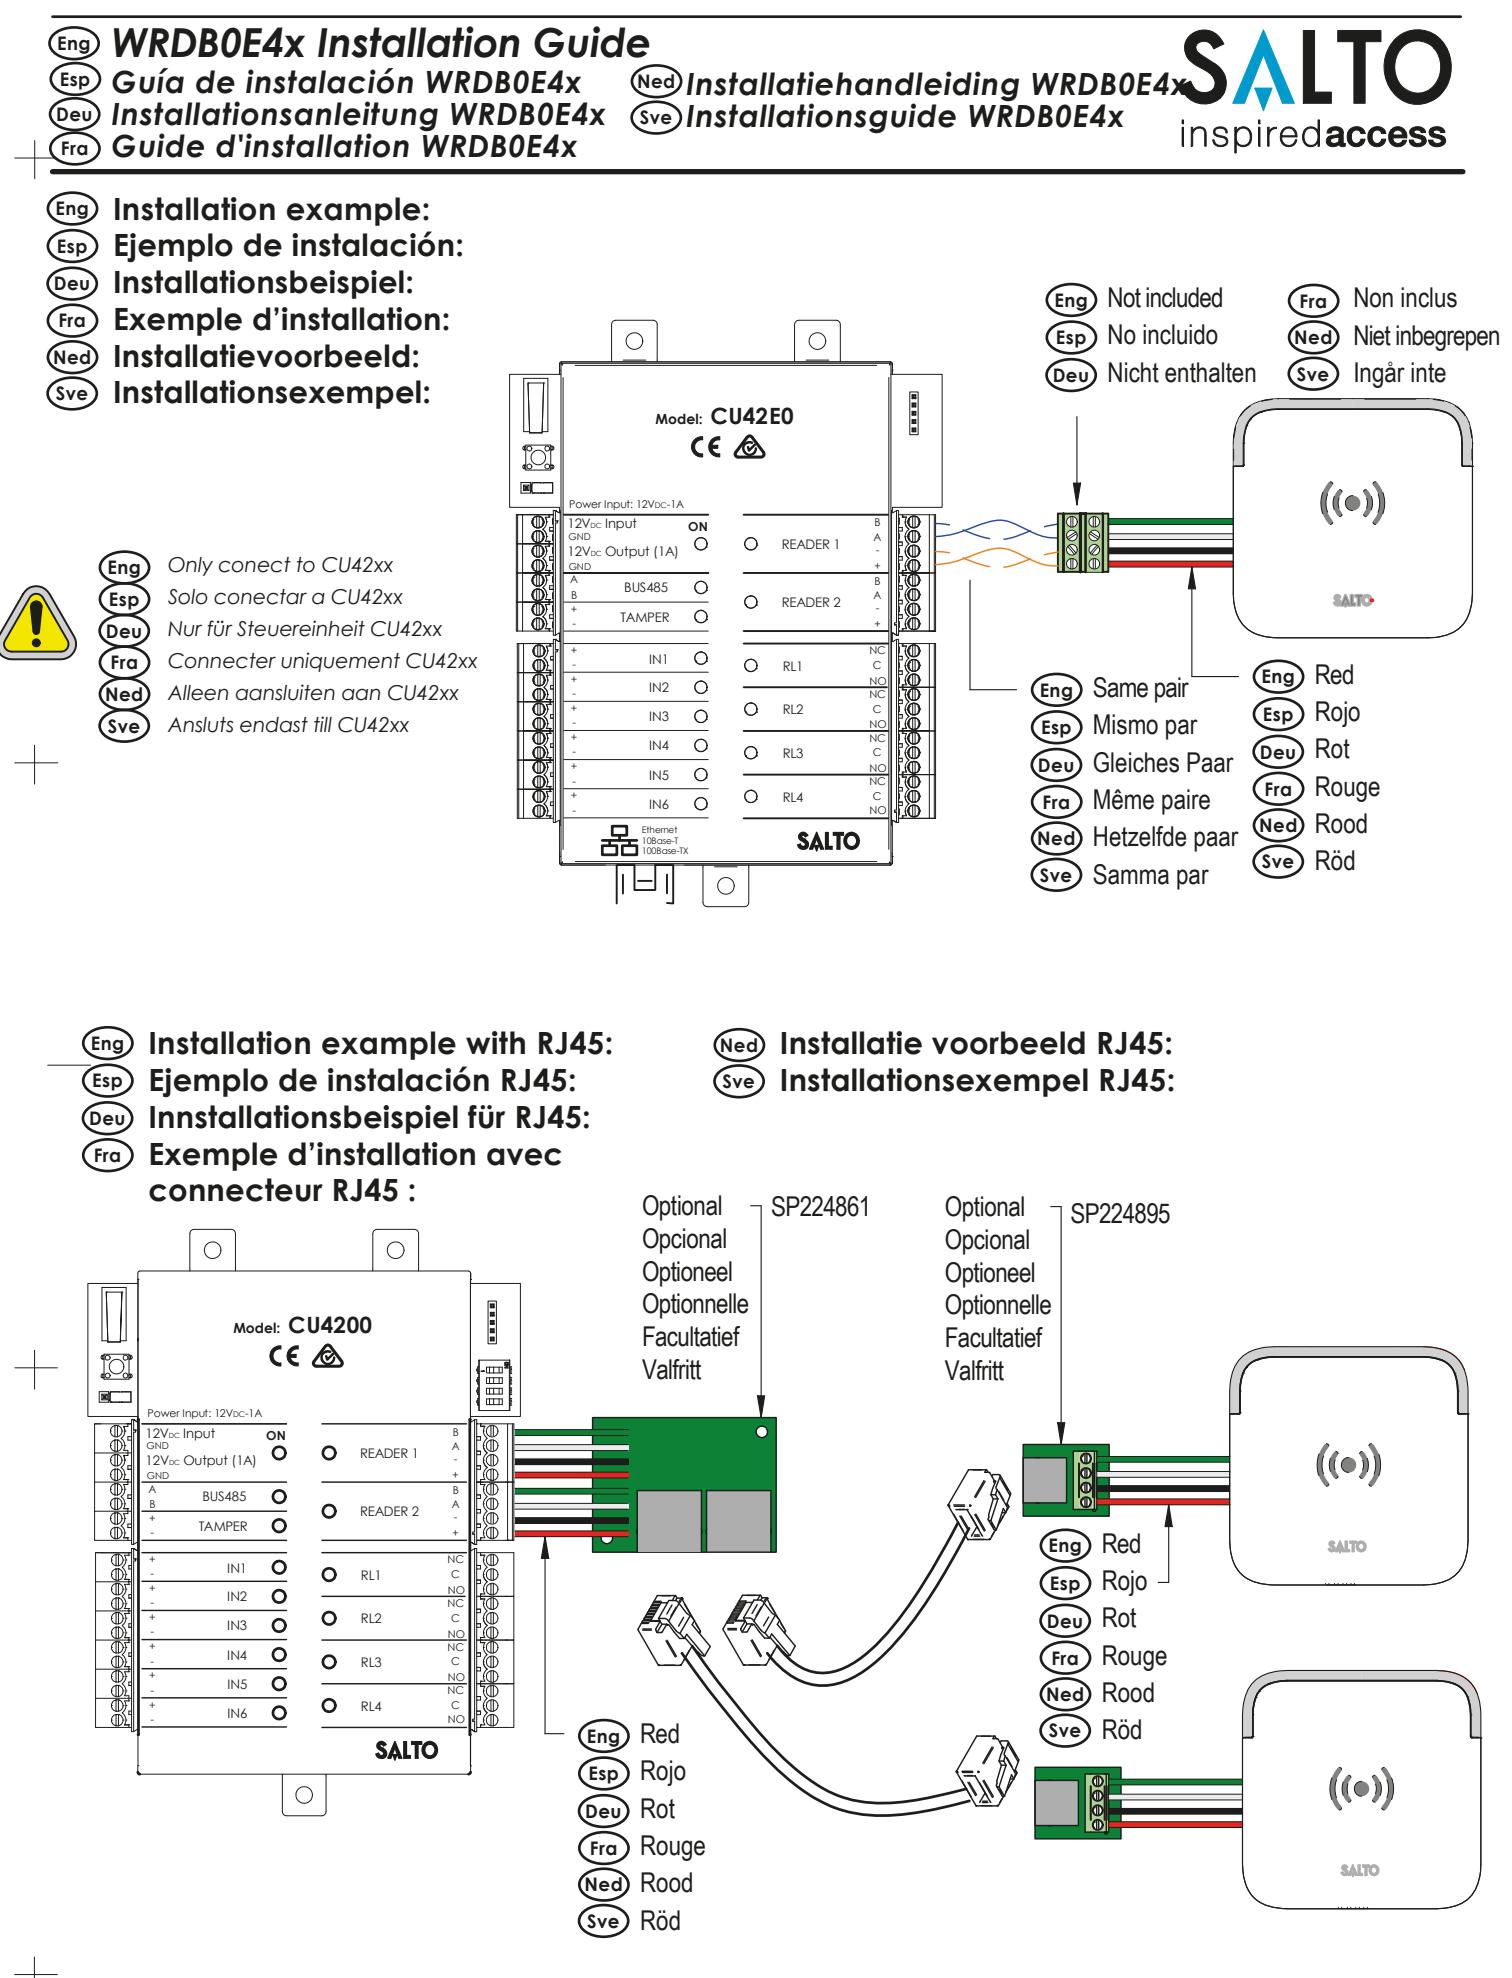 Eng WRDB0E4x Installation Guide
Esp Guía de instalación WRDB0E4x
Deu Installationsanleitung WRDB0E4x
Fra Guide d'installation WRDB0E4x
Ned Installatiehandleiding WRDB0E4x
Sve Installationsguide WRDB0E4x
SALTO
inspiredaccess
Eng Installation example:
Esp Ejemplo de instalación:
Deu Installationsbeispiel:
Fra Exemple d’installation:
Ned Installatievoorbeeld:
Sve Installationsexempel:
Eng Not included
Esp No incluido
Deu Nicht enthalten
Fra Non inclus
Ned Niet inbegrepen
Sve Ingår inte
Eng Only conect to CU42xx
Esp Solo conectar a CU42xx
Deu Nur für Steuereinheit CU42xx
Fra Connecter uniquement CU42xx
Ned Alleen aansluiten aan CU42xx
Sve Ansluts endast till CU42xx
Model: CU42E0
CE
Power Input: 12VDC-1A
12VDC Input
ON
GND
12VDC Output (1A)
GND
A
BUS485
B
+
TAMPER
-
+
IN1
-
+
IN2
-
+
IN3
-
+
IN4
-
+
IN5
-
+
IN6
-
B
READER 1
A
-
+
B
READER 2
A
-
+
NC
RL1 C
NO
NC
RL2 C
NO
NC
RL3 C
NO
NC
RL4 C
NO
Ethernet
10Base-T
100Base-TX
SALTO
SALTO
Eng Same pair
Esp Mismo par
Deu Gleiches Paar
Fra Même paire
Ned Hetzelfde paar
Sve Samma par
Eng Red
Esp Rojo
Deu Rot
Fra Rouge
Ned Rood
Sve Röd
Eng Installation example with RJ45:
Esp Ejemplo de instalación RJ45:
Deu Innstallationsbeispiel für RJ45:
Fra Exemple d’installation avec
connecteur RJ45 :
Ned Installatie voorbeeld RJ45:
Sve Installationsexempel RJ45:
Optional SP224861
Opcional
Optioneel
Optionnelle
Facultatief
Valfritt
Optional SP224895
Opcional
Optioneel
Optionnelle
Facultatief
Valfritt
Model: CU4200
CE
Power Input: 12VDC-1A
12VDC Input
ON
GND
12VDC Output (1A)
GND
A
BUS485
B
+
TAMPER
-
+
IN1
-
+
IN2
-
+
IN3
-
+
IN4
-
+
IN5
-
+
IN6
-
B
READER 1
A
-
+
B
READER 2
A
-
+
NC
RL1 C
NO
NC
RL2 C
NO
NC
RL3 C
NO
NC
RL4 C
NO
SALTO
Eng Red
Esp Rojo
Deu Rot
Fra Rouge
Ned Rood
Sve Röd
SALTO
Eng Red
Esp Rojo
Deu Rot
Fra Rouge
Ned Rood
Sve Röd
SALTO